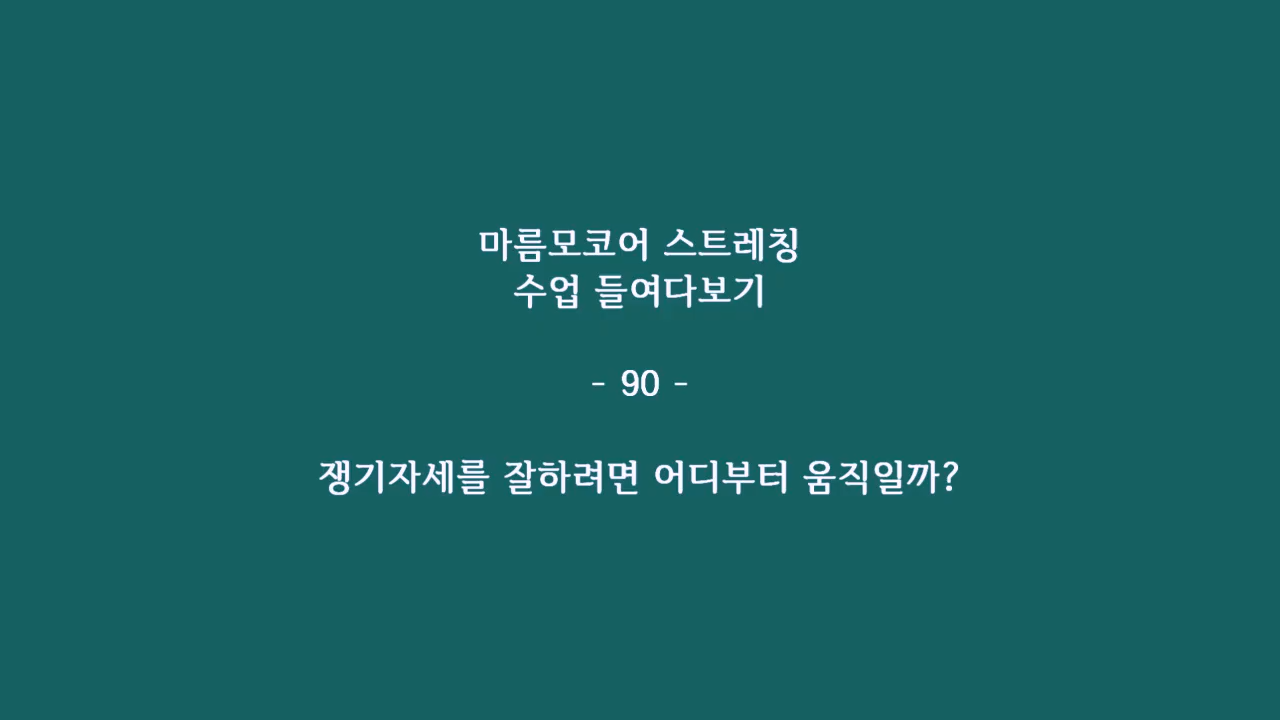 마름모코어 스트레칭
수업 들여다보기
- 90 -
쟁기자세를 잘하려면 어디부터 움직일까?